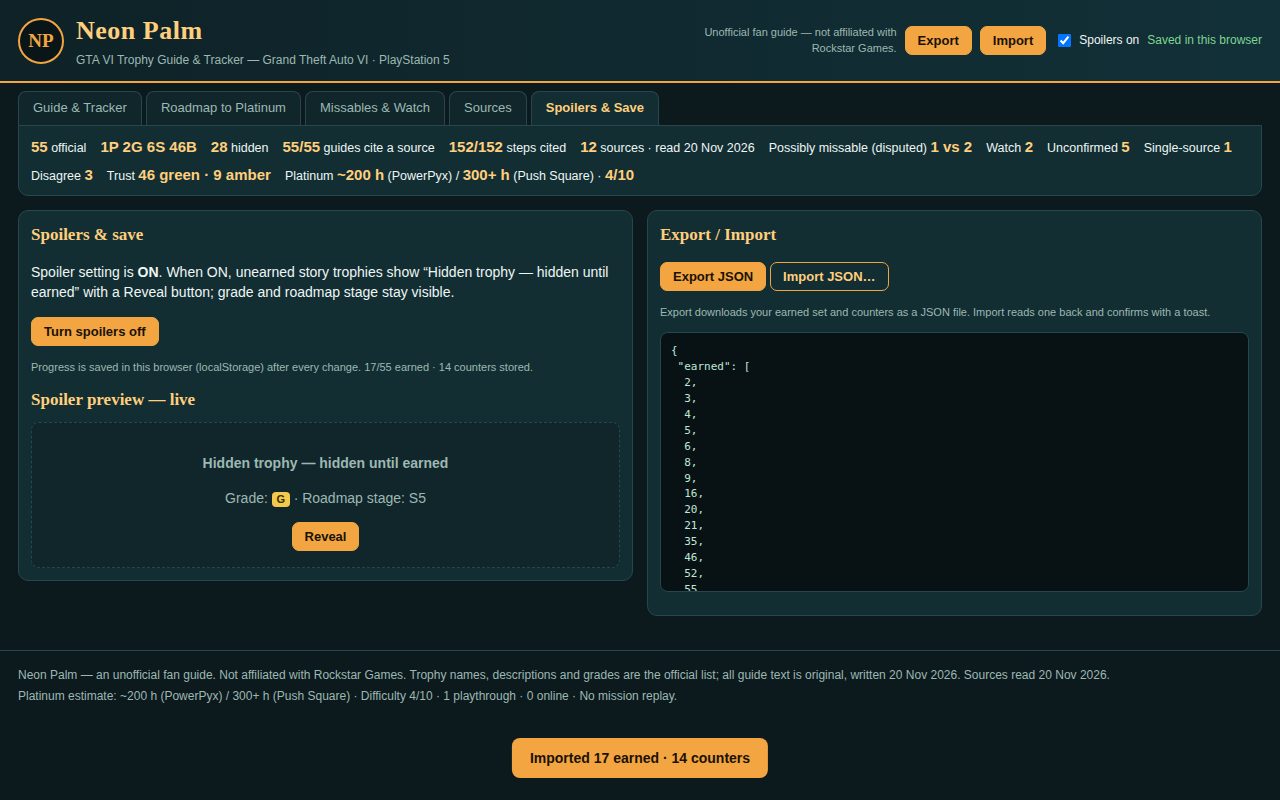 NP
Neon Palm
GTA VI Trophy Guide & Tracker — Grand Theft Auto VI · PlayStation 5
Unofficial fan guide — not affiliated with
Rockstar Games.
Export
Import
Spoilers on
Saved in this browser
Guide & Tracker
Roadmap to Platinum
Missables & Watch
Sources
Spoilers & Save
55 official 1P 2G 6S 46B 28 hidden 55/55 guides cite a source 152/152 steps cited 12 sources · read 20 Nov 2026 Possibly missable (disputed) 1 vs 2 Watch 2 Unconfirmed 5 Single-source 1
Disagree 3 Trust 46 green · 9 amber Platinum ~200 h (PowerPyx) / 300+ h (Push Square) · 4/10
Spoilers & save
Spoiler setting is ON. When ON, unearned story trophies show “Hidden trophy — hidden until
earned” with a Reveal button; grade and roadmap stage stay visible.
Turn spoilers off
Progress is saved in this browser (localStorage) after every change. 17/55 earned · 14 counters stored.
Spoiler preview — live
Hidden trophy — hidden until earned
Grade: G · Roadmap stage: S5
Reveal
Export / Import
Export JSON
Import JSON…
Export downloads your earned set and counters as a JSON file. Import reads one back and confirms with a toast.
{
"earned": [
2,
3,
4,
5,
6,
8,
9,
16,
20,
21,
35,
46,
52,
55
Neon Palm — an unofficial fan guide. Not affiliated with Rockstar Games. Trophy names, descriptions and grades are the official list; all guide text is original, written 20 Nov 2026. Sources read 20 Nov 2026.
Platinum estimate: ~200 h (PowerPyx) / 300+ h (Push Square) · Difficulty 4/10 · 1 playthrough · 0 online · No mission replay.
Imported 17 earned · 14 counters